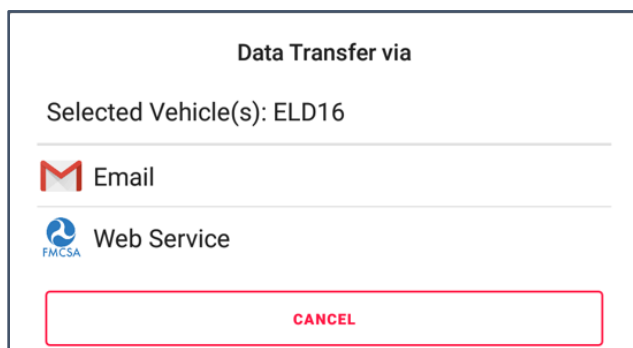 Data Transfer via
Selected Vehicle(s): ELD16
Email
Web Service
FMCSA
CANCEL